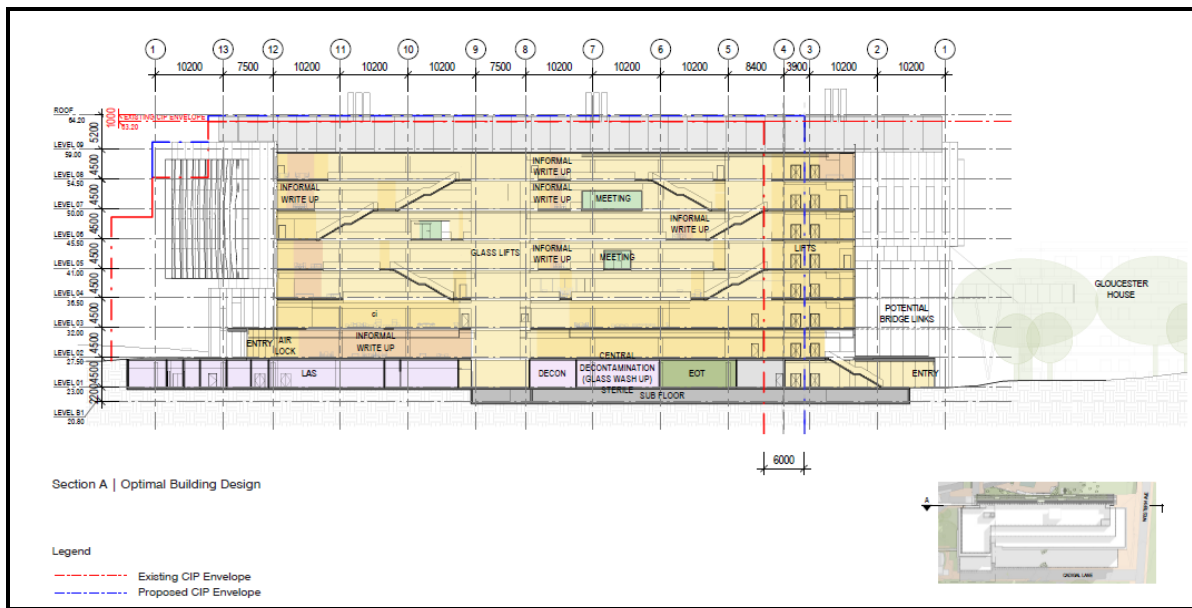 1 13 12 11 10 9 8 7 6 5 4 3 2 1
10200 7500 10200 10200 10200 7500 10200 10200 10200 8400 3900 10200 10200
ROOF
64.20
1000
EXISTING CIP ENVELOPE
63.20
5200
LEVEL 09
59.00
4500
INFORMAL
WRITE UP
LEVEL 08
54.50
4500
INFORMAL
WRITE UP
INFORMAL
WRITE UP
MEETING
LEVEL 07
50.00
4500
INFORMAL
WRITE UP
LEVEL 06
45.50
4500
GLASS LIFTS
INFORMAL
WRITE UP
MEETING
LIFTS
LEVEL 05
41.00
4500
GLOUCESTER
HOUSE
LEVEL 04
36.50
4500
ci
POTENTIAL
BRIDGE LINKS
LEVEL 03
32.00
4500
ENTRY
AIR
LOCK
INFORMAL
WRITE UP
LEVEL 02
27.50
4500
LAS
DECON
CENTRAL
DECONTAMINATION
(GLASS WASH UP)
STERILE
EOT
ENTRY
LEVEL 01
23.00
2200
SUB FLOOR
LEVEL B1
20.80
6000
Section A | Optimal Building Design
A
Legend
Existing CIP Envelope
Proposed CIP Envelope